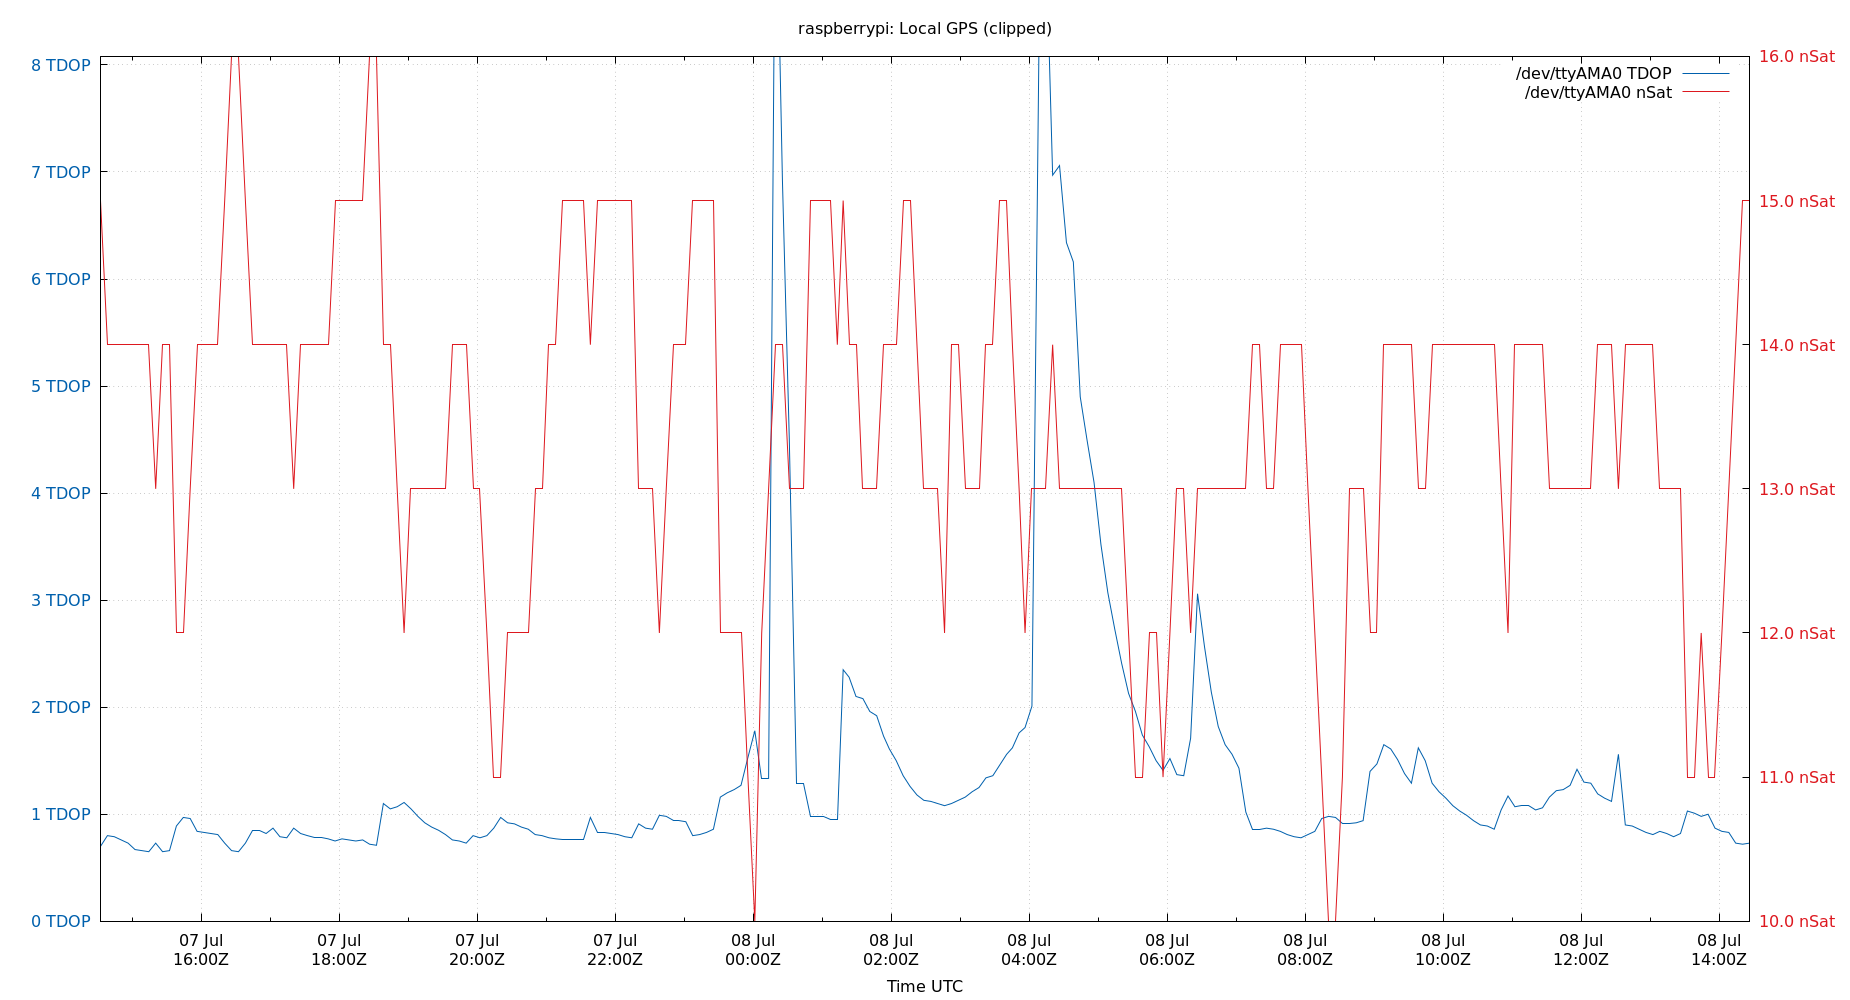 raspberrypi: Local GPS (clipped)
8 TDOP
7 TDOP
6 TDOP
5 TDOP
4 TDOP
3 TDOP
2 TDOP
1 TDOP
0 TDOP
16.0 nSat
15.0 nSat
14.0 nSat
13.0 nSat
12.0 nSat
11.0 nSat
10.0 nSat
/dev/ttyAMA0 TDOP
/dev/ttyAMA0 nSat
07 Jul
16:00Z
07 Jul
18:00Z
07 Jul
20:00Z
07 Jul
22:00Z
08 Jul
00:00Z
08 Jul
02:00Z
08 Jul
04:00Z
08 Jul
06:00Z
08 Jul
08:00Z
08 Jul
10:00Z
08 Jul
12:00Z
08 Jul
14:00Z
Time UTC